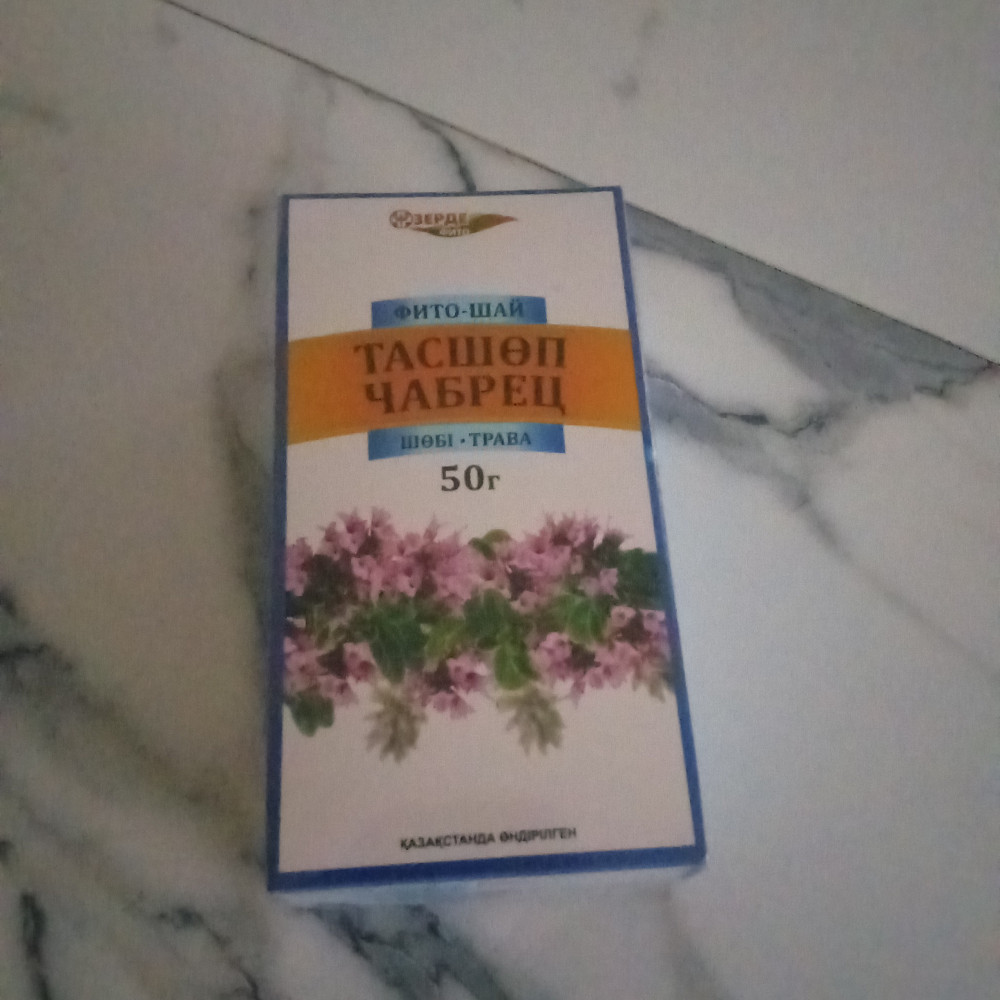 ЗЕРДЕ
ФИТО
ФИТО-ШАЙ
ТАСШӨП
ЧАБРЕЦ
ШӨБІ • ТРАВА
50г
ҚАЗАҚСТАНДА ӨНДІРІЛГЕН